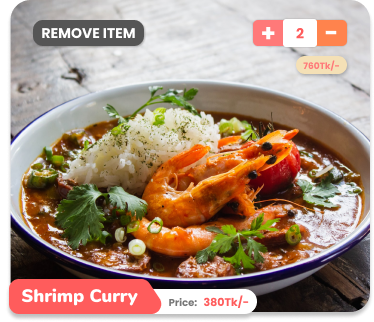 REMOVE ITEM
+ 2 −
760Tk/-
Shrimp Curry
Price: 380Tk/-